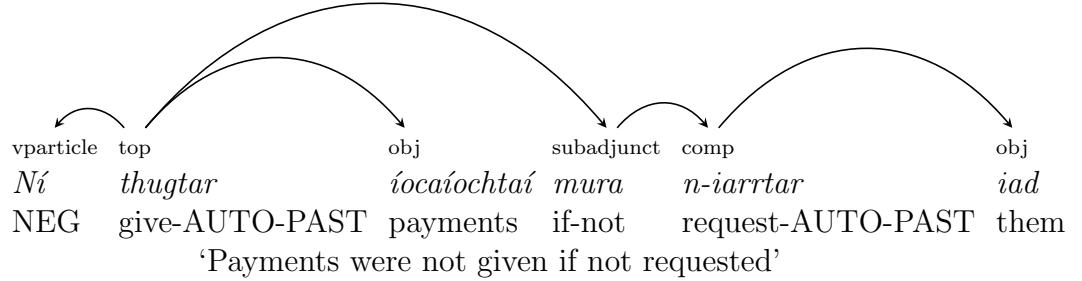 vparticle top obj subadjunct comp obj
Ní thugtar íocaíochtaí mura n-iarrtar iad
NEG give-AUTO-PAST payments if-not request-AUTO-PAST them
‘Payments were not given if not requested’